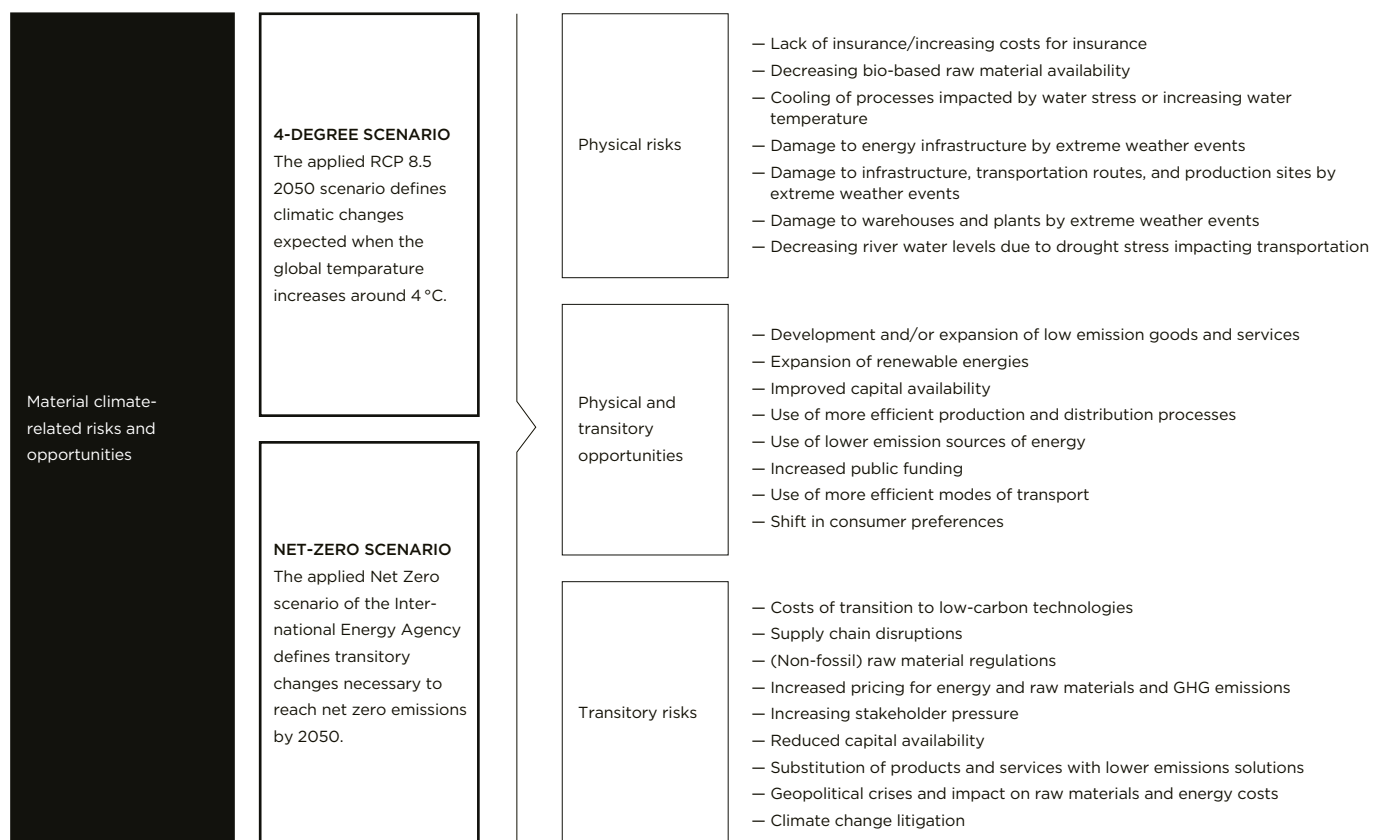 Material climate-
related risks and
opportunities
4-DEGREE SCENARIO
The applied RCP 8.5
2050 scenario defines
climatic changes
expected when the
global temparature
increases around 4 °C.
NET-ZERO SCENARIO
The applied Net Zero
scenario of the Inter-
national Energy Agency
defines transitory
changes necessary to
reach net zero emissions
by 2050.
Physical risks
— Lack of insurance/increasing costs for insurance
— Decreasing bio-based raw material availability
— Cooling of processes impacted by water stress or increasing water
temperature
— Damage to energy infrastructure by extreme weather events
— Damage to infrastructure, transportation routes, and production sites by
extreme weather events
— Damage to warehouses and plants by extreme weather events
— Decreasing river water levels due to drought stress impacting transportation
Physical and
transitory
opportunities
— Development and/or expansion of low emission goods and services
— Expansion of renewable energies
— Improved capital availability
— Use of more efficient production and distribution processes
— Use of lower emission sources of energy
— Increased public funding
— Use of more efficient modes of transport
— Shift in consumer preferences
Transitory risks
— Costs of transition to low-carbon technologies
— Supply chain disruptions
— (Non-fossil) raw material regulations
— Increased pricing for energy and raw materials and GHG emissions
— Increasing stakeholder pressure
— Reduced capital availability
— Substitution of products and services with lower emissions solutions
— Geopolitical crises and impact on raw materials and energy costs
— Climate change litigation